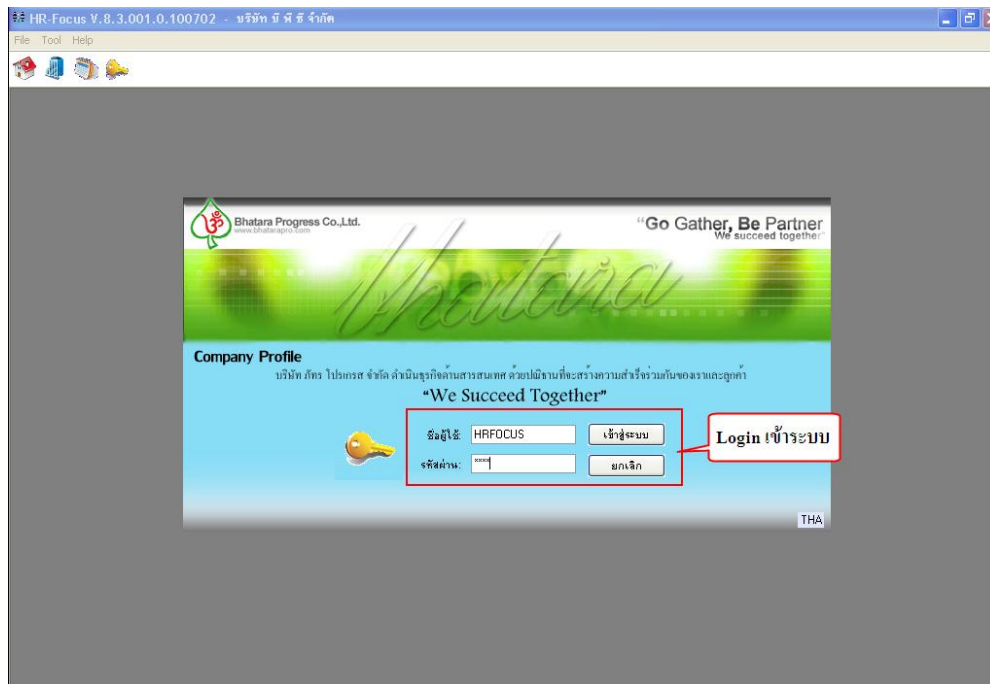 HR-Focus V.8.3.001.0.100702 - บริษัท บี พี ธี จำกัด
File Tool Help
Bhatara Progress Co.,Ltd.
www.bhatarapro.com
"Go Gather, Be Partner
We succeed together"
Bhatara
Company Profile
บริษัท ภัทร โปรเกรส จำกัด ดำเนินธุรกิจด้านสารสนเทศ ด้วยปณิธานที่จะสร้างความสำเร็จร่วมกันของเราและลูกค้า
"We Succeed Together"
ชื่อผู้ใช้: HRFOCUS เข้าสู่ระบบ
รหัสผ่าน: **** ยกเลิก
Login เข้าระบบ
THA